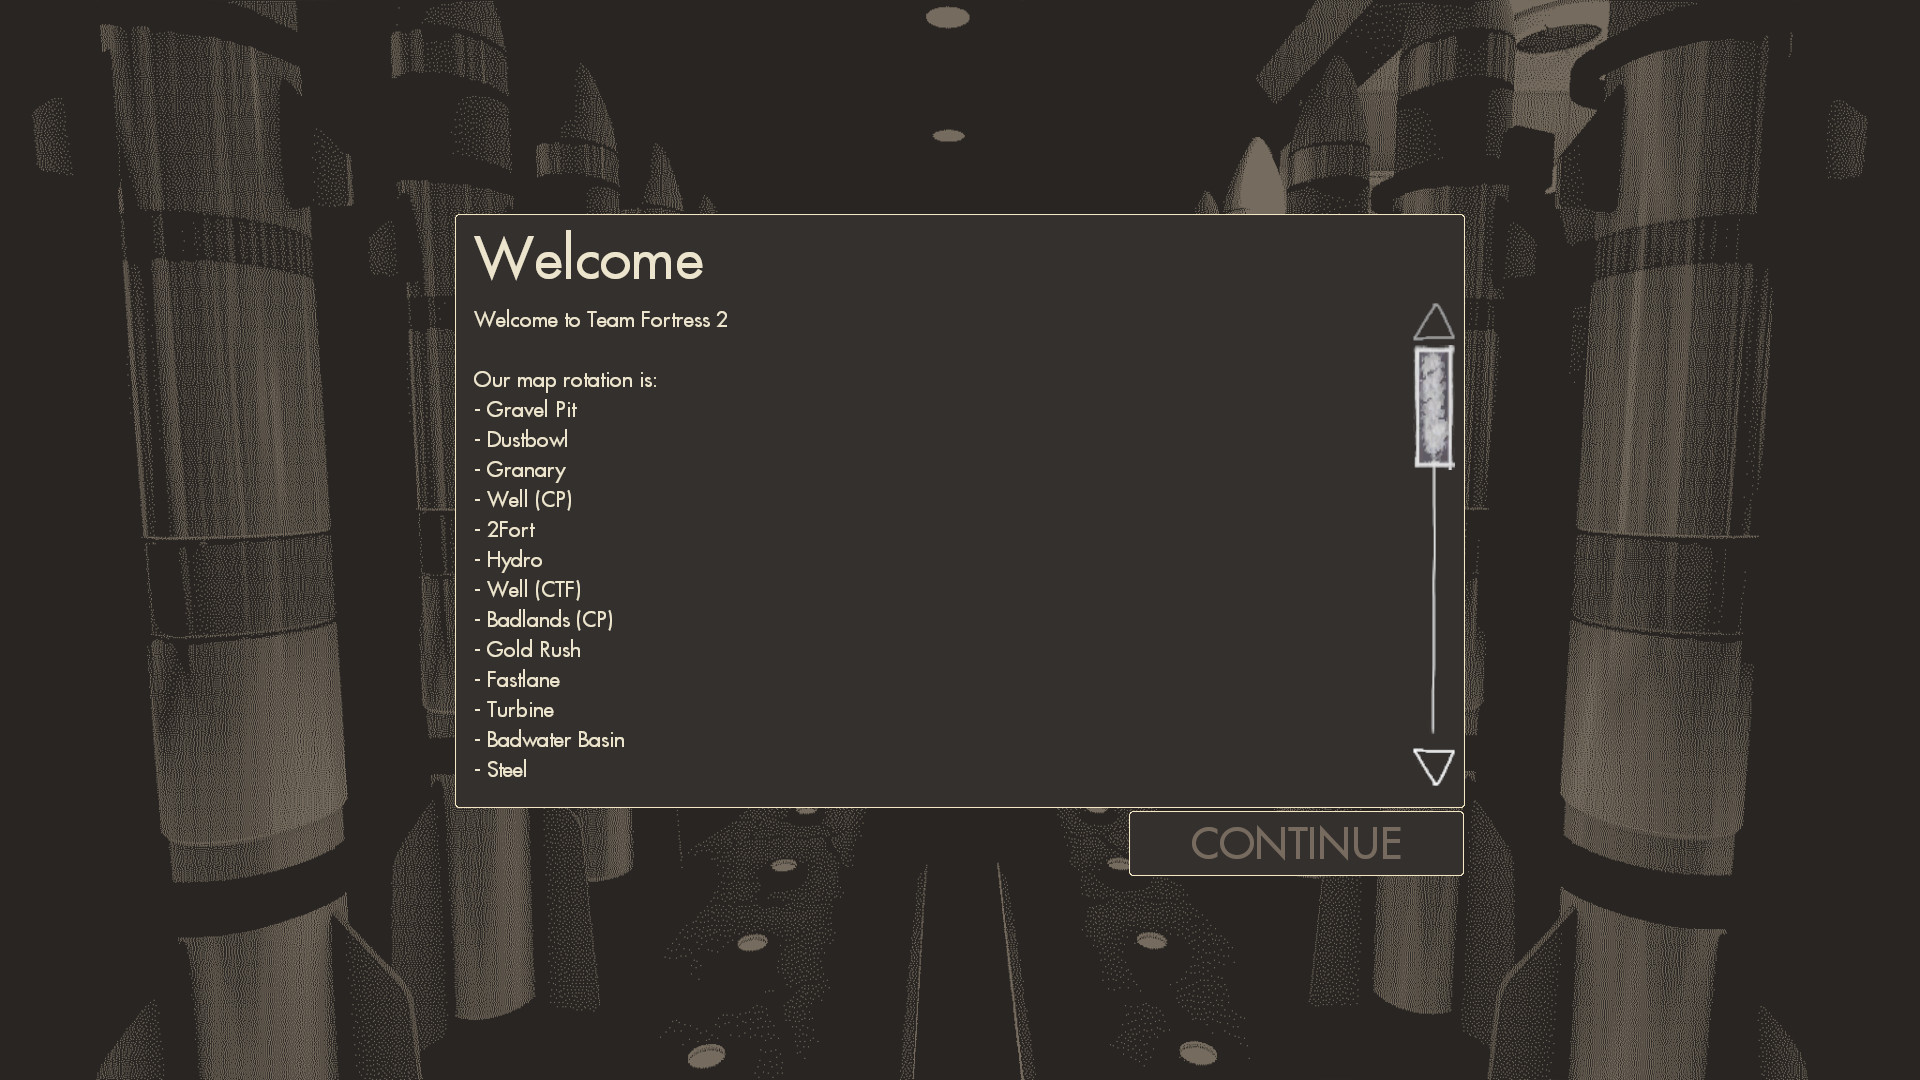 Welcome
Welcome to Team Fortress 2
Our map rotation is:
- Gravel Pit
- Dustbowl
- Granary
- Well (CP)
- 2Fort
- Hydro
- Well (CTF)
- Badlands (CP)
- Gold Rush
- Fastlane
- Turbine
- Badwater Basin
- Steel
CONTINUE